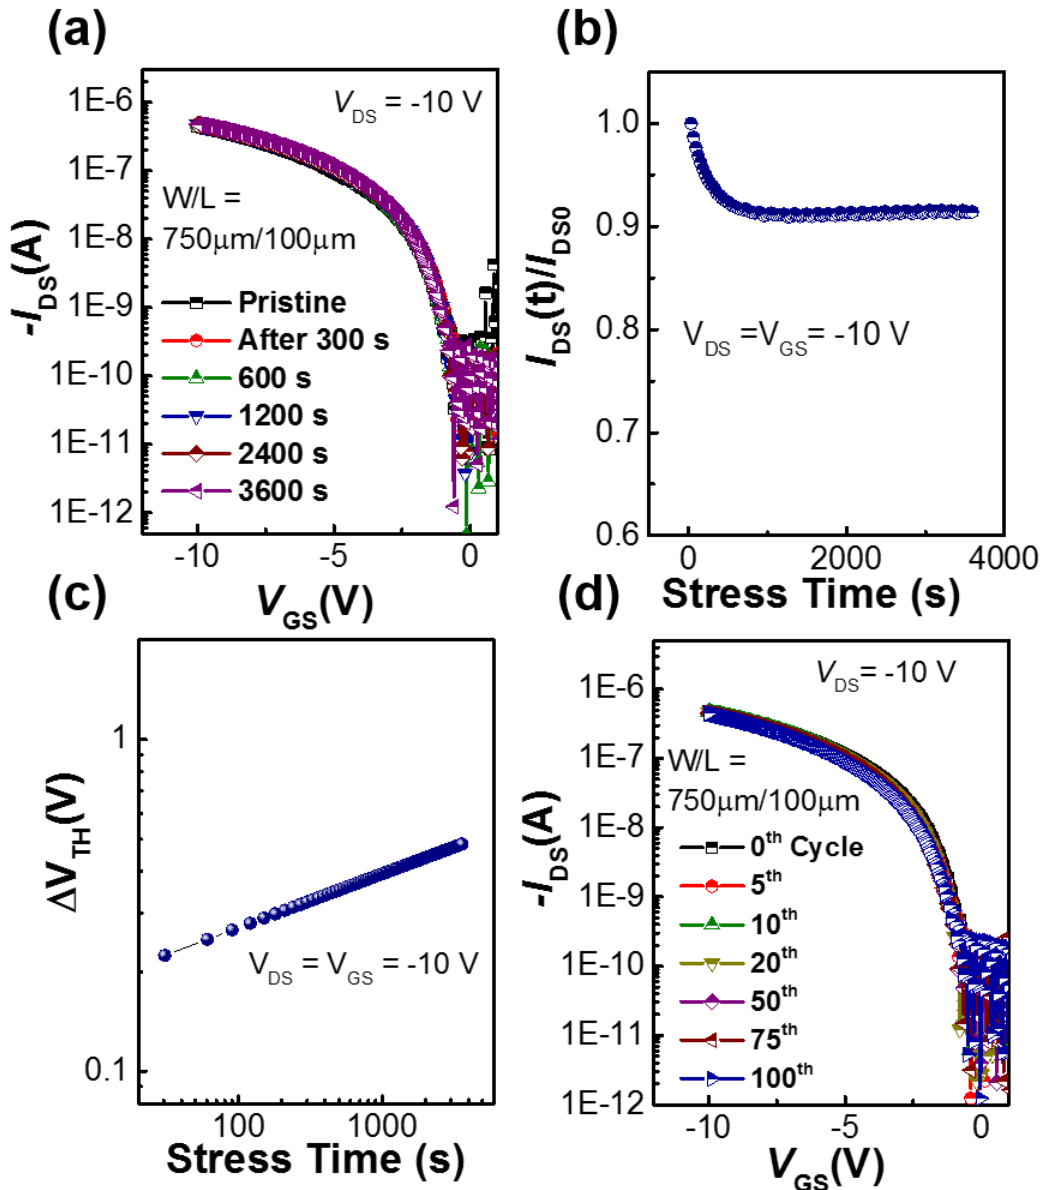 (a)
V_DS = -10 V
W/L =
750μm/100μm
Pristine
After 300 s
600 s
1200 s
2400 s
3600 s
1E-6
1E-7
1E-8
1E-9
1E-10
1E-11
1E-12
-I_DS(A)
-10 -5 0
V_GS(V)
(b)
1.0
0.9
0.8
0.7
0.6
I_DS(t)/I_DS0
V_DS =V_GS= -10 V
0 2000 4000
Stress Time (s)
(c)
1
0.1
ΔV_TH(V)
V_DS = V_GS = -10 V
100 1000
Stress Time (s)
(d)
V_DS= -10 V
W/L =
750μm/100μm
0th Cycle
5th
10th
20th
50th
75th
100th
1E-6
1E-7
1E-8
1E-9
1E-10
1E-11
1E-12
-I_DS(A)
-10 -5 0
V_GS(V)